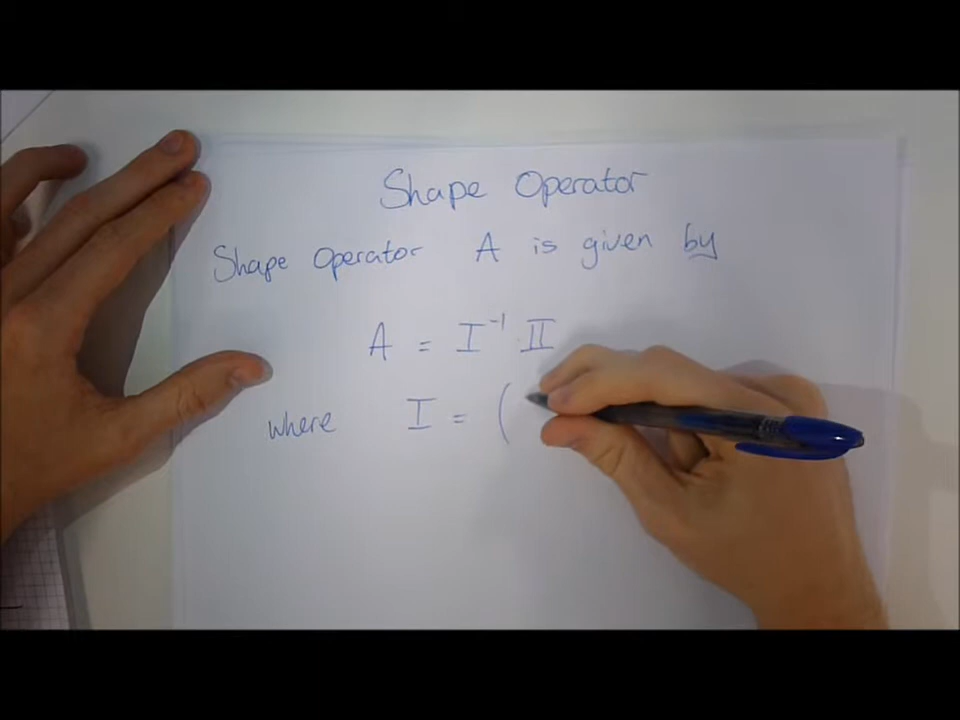 Shape Operator
Shape Operator A is given by
A = I⁻¹ II
where I = (